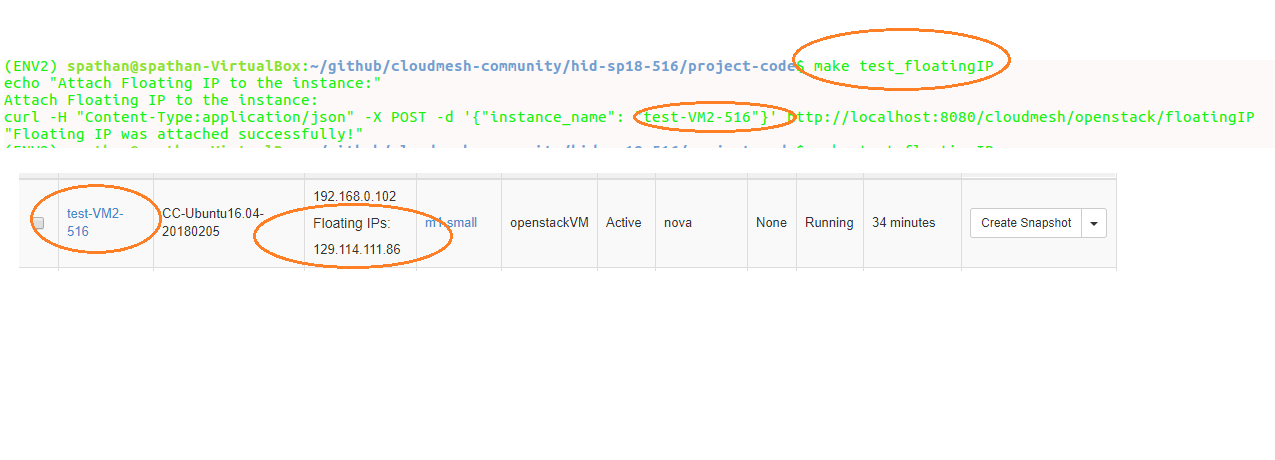 (ENV2) spathan@spathan-VirtualBox:~/github/cloudmesh-community/hid-sp18-516/project-code$ make test_floatingIP
echo "Attach Floating IP to the instance:"
Attach Floating IP to the instance:
curl -H "Content-Type:application/json" -X POST -d '{"instance_name": "test-VM2-516"}' http://localhost:8080/cloudmesh/openstack/floatingIP
"Floating IP was attached successfully!"
test-VM2-
516
CC-Ubuntu16.04-
20180205
192.168.0.102
Floating IPs:
129.114.111.86
m1.small
openstackVM
Active
nova
None
Running
34 minutes
Create Snapshot